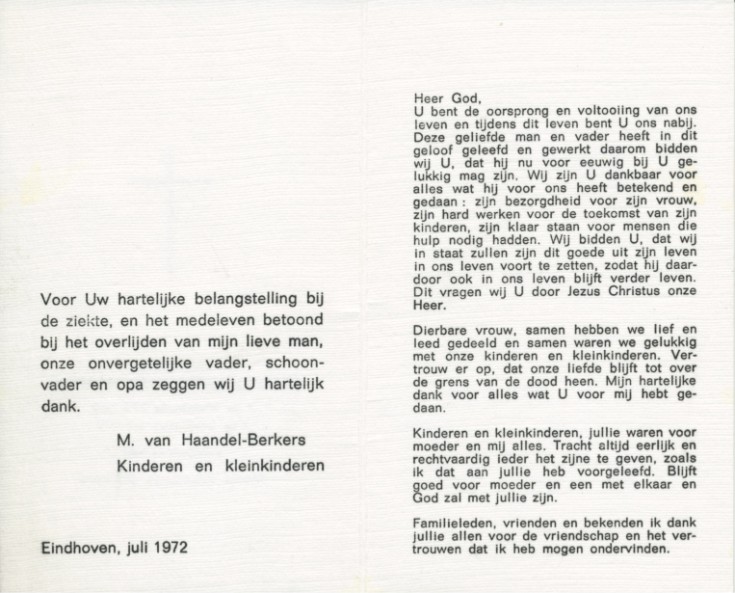 Voor Uw hartelijke belangstelling bij
de ziekte, en het medeleven betoond
bij het overlijden van mijn lieve man,
onze onvergetelijke vader, schoon-
vader en opa zeggen wij U hartelijk
dank.
M. van Haandel-Berkers
Kinderen en kleinkinderen
Eindhoven, juli 1972
Heer God,
U bent de oorsprong en voltooiing van ons
leven en tijdens dit leven bent U ons nabij.
Deze geliefde man en vader heeft in dit
geloof geleefd en gewerkt daarom bidden
wij U, dat hij nu voor eeuwig bij U ge-
lukkig mag zijn. Wij zijn U dankbaar voor
alles wat hij voor ons heeft betekend en
gedaan : zijn bezorgdheid voor zijn vrouw,
zijn hard werken voor de toekomst van zijn
kinderen, zijn klaar staan voor mensen die
hulp nodig hadden. Wij bidden U, dat wij
in staat zullen zijn dit goede uit zijn leven
in ons leven voort te zetten, zodat hij daar-
door ook in ons leven blijft verder leven.
Dit vragen wij U door Jezus Christus onze
Heer.
Dierbare vrouw, samen hebben we lief en
leed gedeeld en samen waren we gelukkig
met onze kinderen en kleinkinderen. Ver-
trouw er op, dat onze liefde blijft tot over
de grens van de dood heen. Mijn hartelijke
dank voor alles wat U voor mij hebt ge-
daan.
Kinderen en kleinkinderen, jullie waren voor
moeder en mij alles. Tracht altijd eerlijk en
rechtvaardig ieder het zijne te geven, zoals
ik dat aan jullie heb voorgeleefd. Blijft
goed voor moeder en een met elkaar en
God zal met jullie zijn.
Familieleden, vrienden en bekenden ik dank
jullie allen voor de vriendschap en het ver-
trouwen dat ik heb mogen ondervinden.